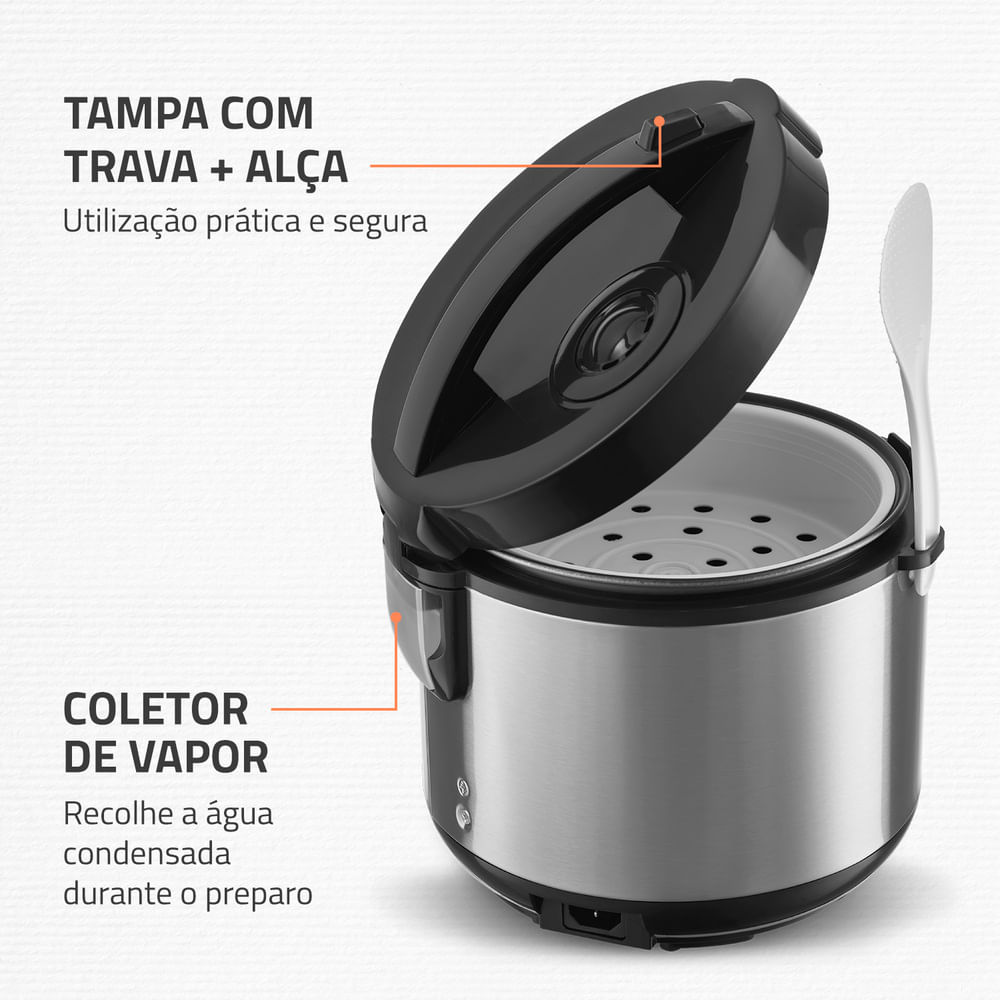 TAMPA COM
TRAVA + ALÇA
Utilização prática e segura
COLETOR
DE VAPOR
Recolhe a água
condensada
durante o preparo